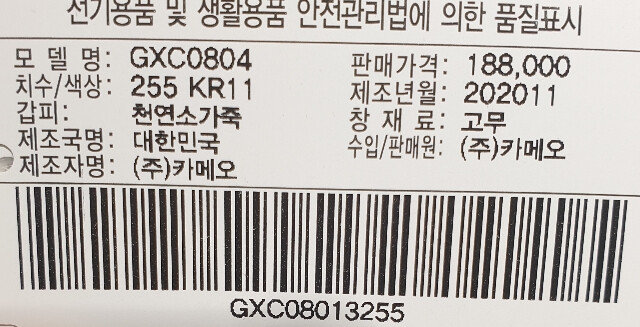 전기용품 및 생활용품 안전관리법에 의한 품질표시
모 델 명: GXC0804 판매가격: 188,000
치수/색상: 255 KR11 제조년월: 202011
갑피: 천연소가죽 창 재 료: 고무
제조국명: 대한민국 수입/판매원: (주)카메오
제조자명: (주)카메오
GXC08013255